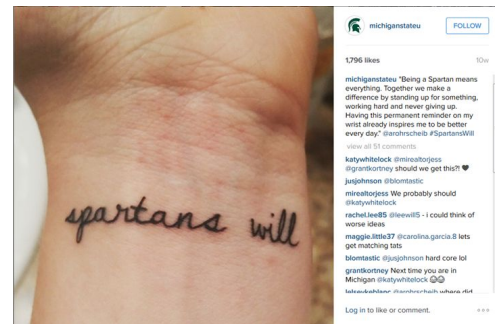 michiganstateu
FOLLOW
1,796 likes
10w
michiganstateu "Being a Spartan means
everything. Together we make a
difference by standing up for something,
working hard and never giving up.
Having this permanent reminder on my
wrist already inspires me to be better
every day." @arohrscheib #SpartansWill
view all 51 comments
katywhitelock @mirealtorjess
@grantkortney should we get this?! ♥
jusjohnson @blomtastic
mirealtorjess We probably should
@katywhitelock
rachel.lee85 @leewill5 - i could think of
worse ideas
maggie.little37 @carolina.garcia.8 lets
get matching tats
blomtastic @jusjohnson hard core lol
grantkortney Next time you are in
Michigan @katywhitelock
where did
Log in to like or comment.
spartans will